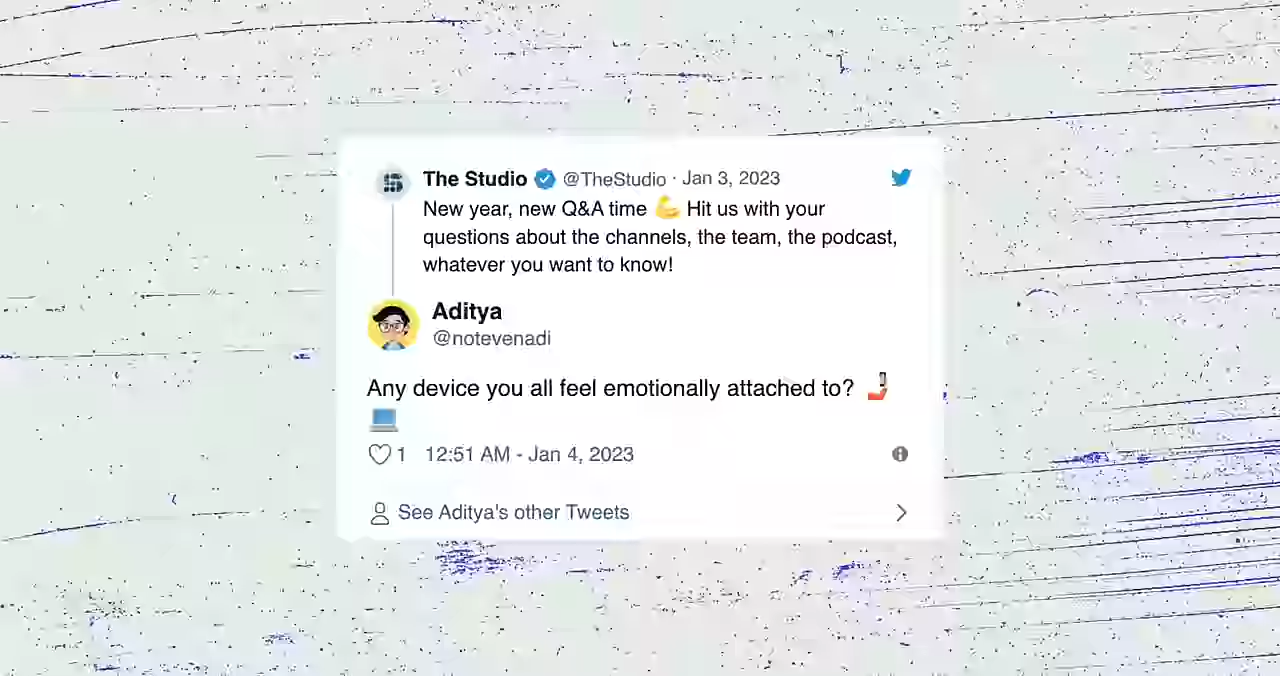 The Studio @TheStudio · Jan 3, 2023
New year, new Q&A time 💪 Hit us with your
questions about the channels, the team, the podcast,
whatever you want to know!
Aditya
@notevenadi
Any device you all feel emotionally attached to? 🤳
💻
1 12:51 AM - Jan 4, 2023
See Aditya's other Tweets